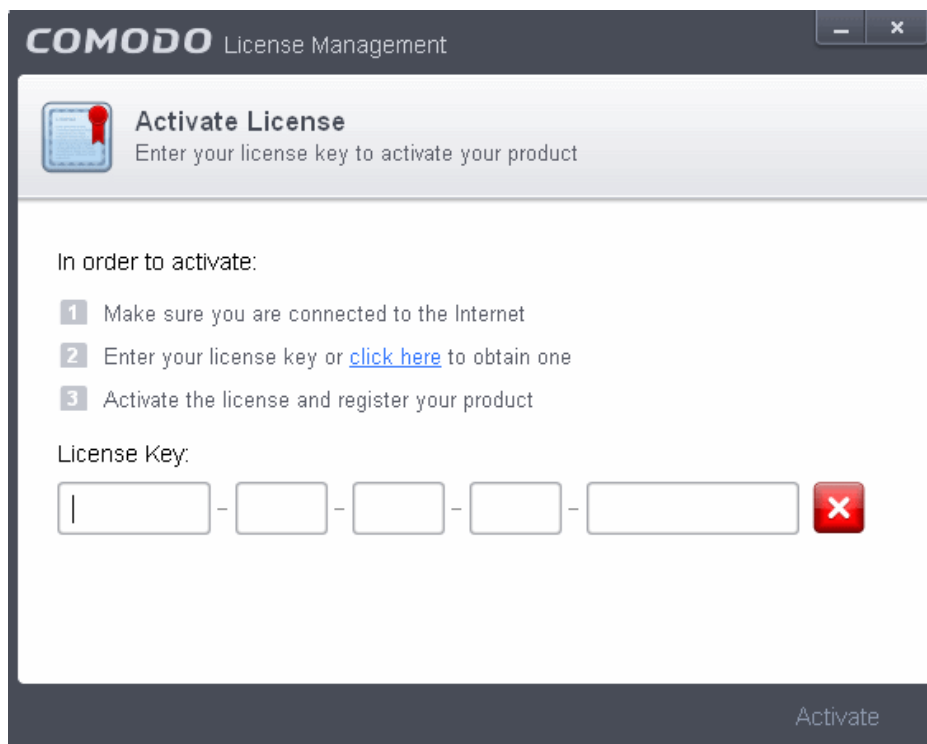 COMODO License Management
Activate License
Enter your license key to activate your product
In order to activate:
1 Make sure you are connected to the Internet
2 Enter your license key or click here to obtain one
3 Activate the license and register your product
License Key:
- - - -
Activate